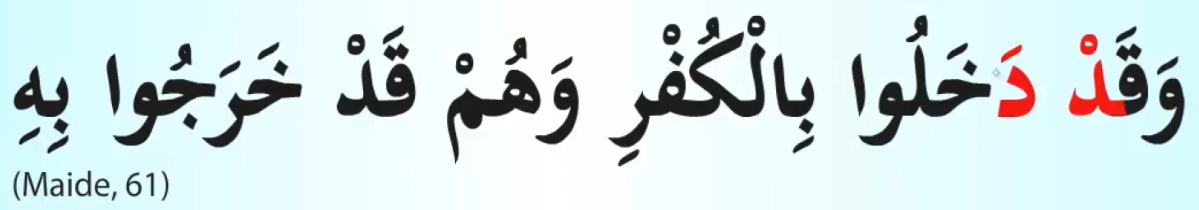 وَقَدْ دَخَلُوا بِالْكُفْرِ وَهُمْ قَدْ خَرَجُوا بِهِ
(Maide, 61)